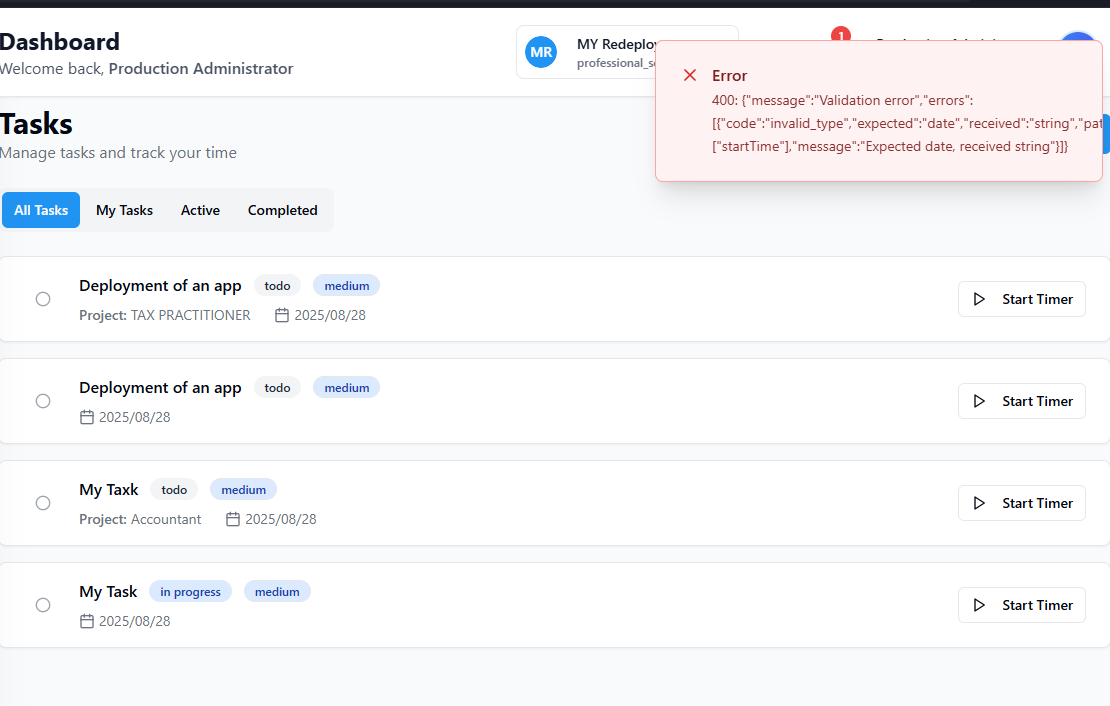 Dashboard
Welcome back, Production Administrator
MR
MY Redeploy
professional_se
1
Error
400: {"message":"Validation error","errors":
[{"code":"invalid_type","expected":"date","received":"string","pat
["startTime"],"message":"Expected date, received string"}]}
Tasks
Manage tasks and track your time
All Tasks
My Tasks
Active
Completed
Deployment of an app todo medium
Project: TAX PRACTITIONER 2025/08/28
Start Timer
Deployment of an app todo medium
2025/08/28
Start Timer
My Taxk todo medium
Project: Accountant 2025/08/28
Start Timer
My Task in progress medium
2025/08/28
Start Timer